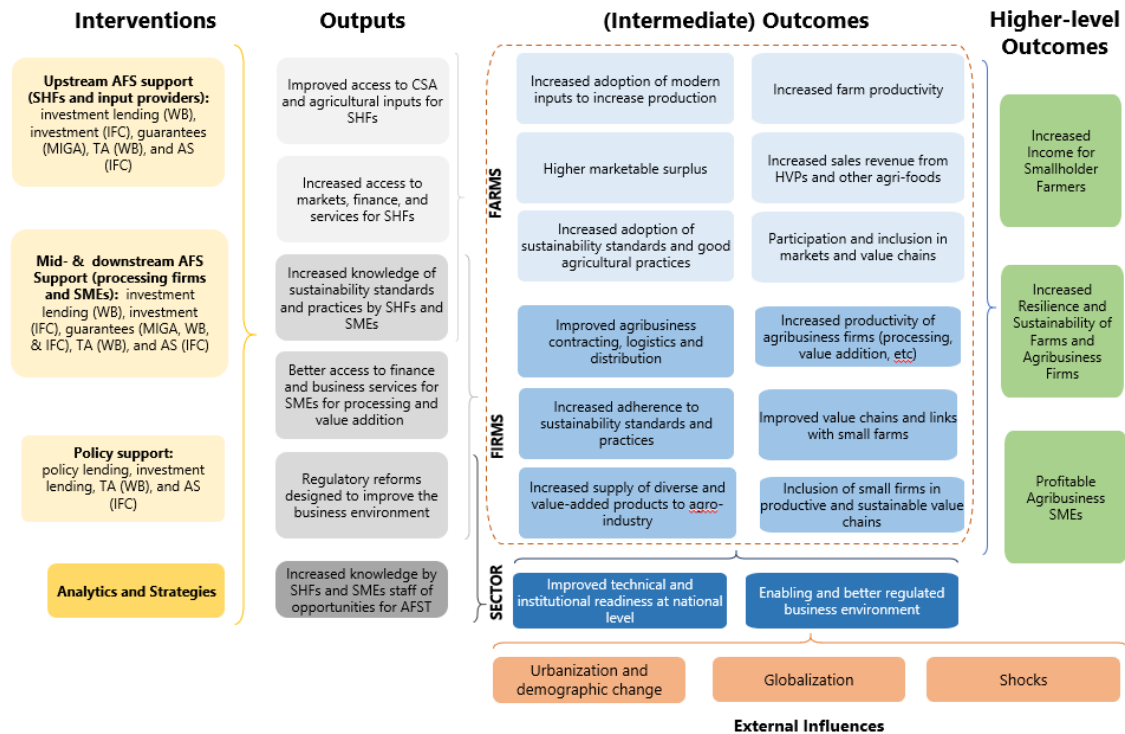 Interventions
Upstream AFS support
(SHFs and input providers):
investment lending (WB),
investment (IFC), guarantees
(MIGA), TA (WB), and AS
(IFC)
Mid- & downstream AFS
Support (processing firms
and SMEs): investment
lending (WB), investment
(IFC), guarantees (MIGA, WB,
& IFC), TA (WB), and AS (IFC)
Policy support:
policy lending, investment
lending, TA (WB), and AS
(IFC)
Analytics and Strategies
Outputs
Improved access to CSA
and agricultural inputs for
SHFs
Increased access to
markets, finance, and
services for SHFs
Increased knowledge of
sustainability standards
and practices by SHFs and
SMEs
Better access to finance
and business services for
SMEs for processing and
value addition
Regulatory reforms
designed to improve the
business environment
Increased knowledge by
SHFs and SMEs staff of
opportunities for AFST
(Intermediate) Outcomes
FARMS
Increased adoption of modern
inputs to increase production
Increased farm productivity
Higher marketable surplus
Increased sales revenue from
HVPs and other agri-foods
Increased adoption of
sustainability standards and good
agricultural practices
Participation and inclusion in
markets and value chains
FIRMS
Improved agribusiness
contracting, logistics and
distribution
Increased productivity of
agribusiness firms (processing,
value addition, etc)
Increased adherence to
sustainability standards and
practices
Improved value chains and links
with small farms
Increased supply of diverse and
value-added products to agro-
industry
Inclusion of small firms in
productive and sustainable value
chains
SECTOR
Improved technical and
institutional readiness at national
level
Enabling and better regulated
business environment
Higher-level
Outcomes
Increased
Income for
Smallholder
Farmers
Increased
Resilience and
Sustainability of
Farms and
Agribusiness
Firms
Profitable
Agribusiness
SMEs
Urbanization and
demographic change
Globalization
Shocks
External Influences